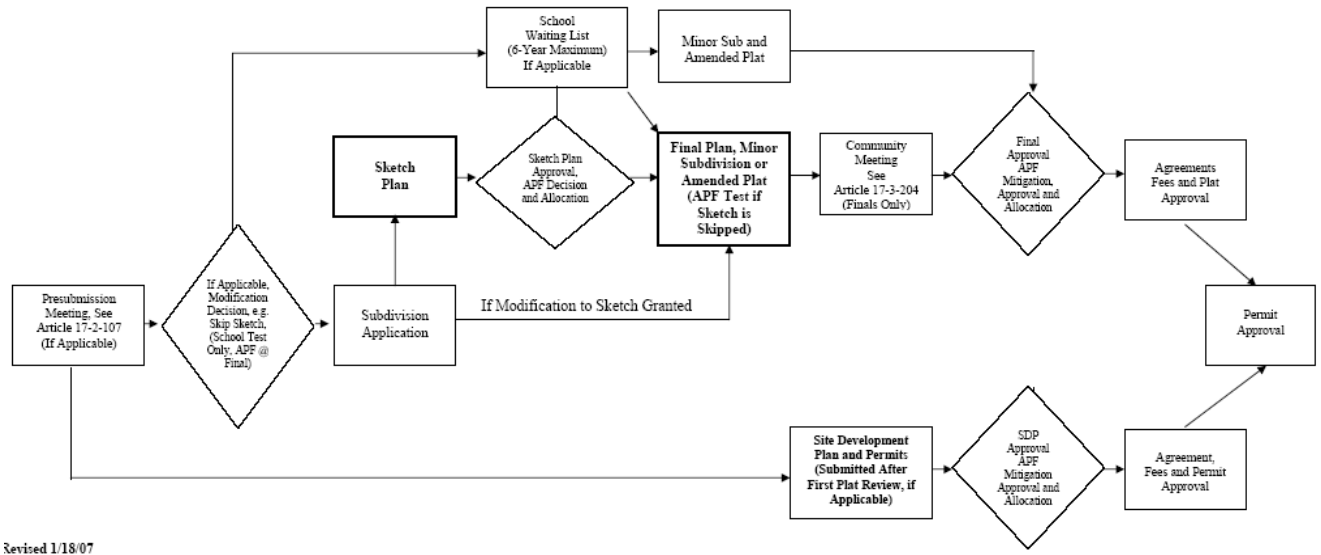 School
Waiting List
(6-Year Maximum)
If Applicable
Minor Sub and
Amended Plat
Sketch
Plan
Sketch Plan
Approval,
APF Decision
and Allocation
Final Plan, Minor
Subdivision or
Amended Plat
(APF Test if
Sketch is
Skipped)
Community
Meeting
See
Article 17-3-204
(Finals Only)
Final
Approval
APF
Mitigation,
Approval and
Allocation
Agreements
Fees and Plat
Approval
Presubmission
Meeting, See
Article 17-2-107
(If Applicable)
If Applicable,
Modification
Decision, e.g.
Skip Sketch,
(School Test
Only, APF @
Final)
Subdivision
Application
If Modification to Sketch Granted
Permit
Approval
Site Development
Plan and Permits
(Submitted After
First Plat Review, if
Applicable)
SDP
Approval
APF
Mitigation
Approval and
Allocation
Agreement,
Fees and Permit
Approval
Revised 1/18/07